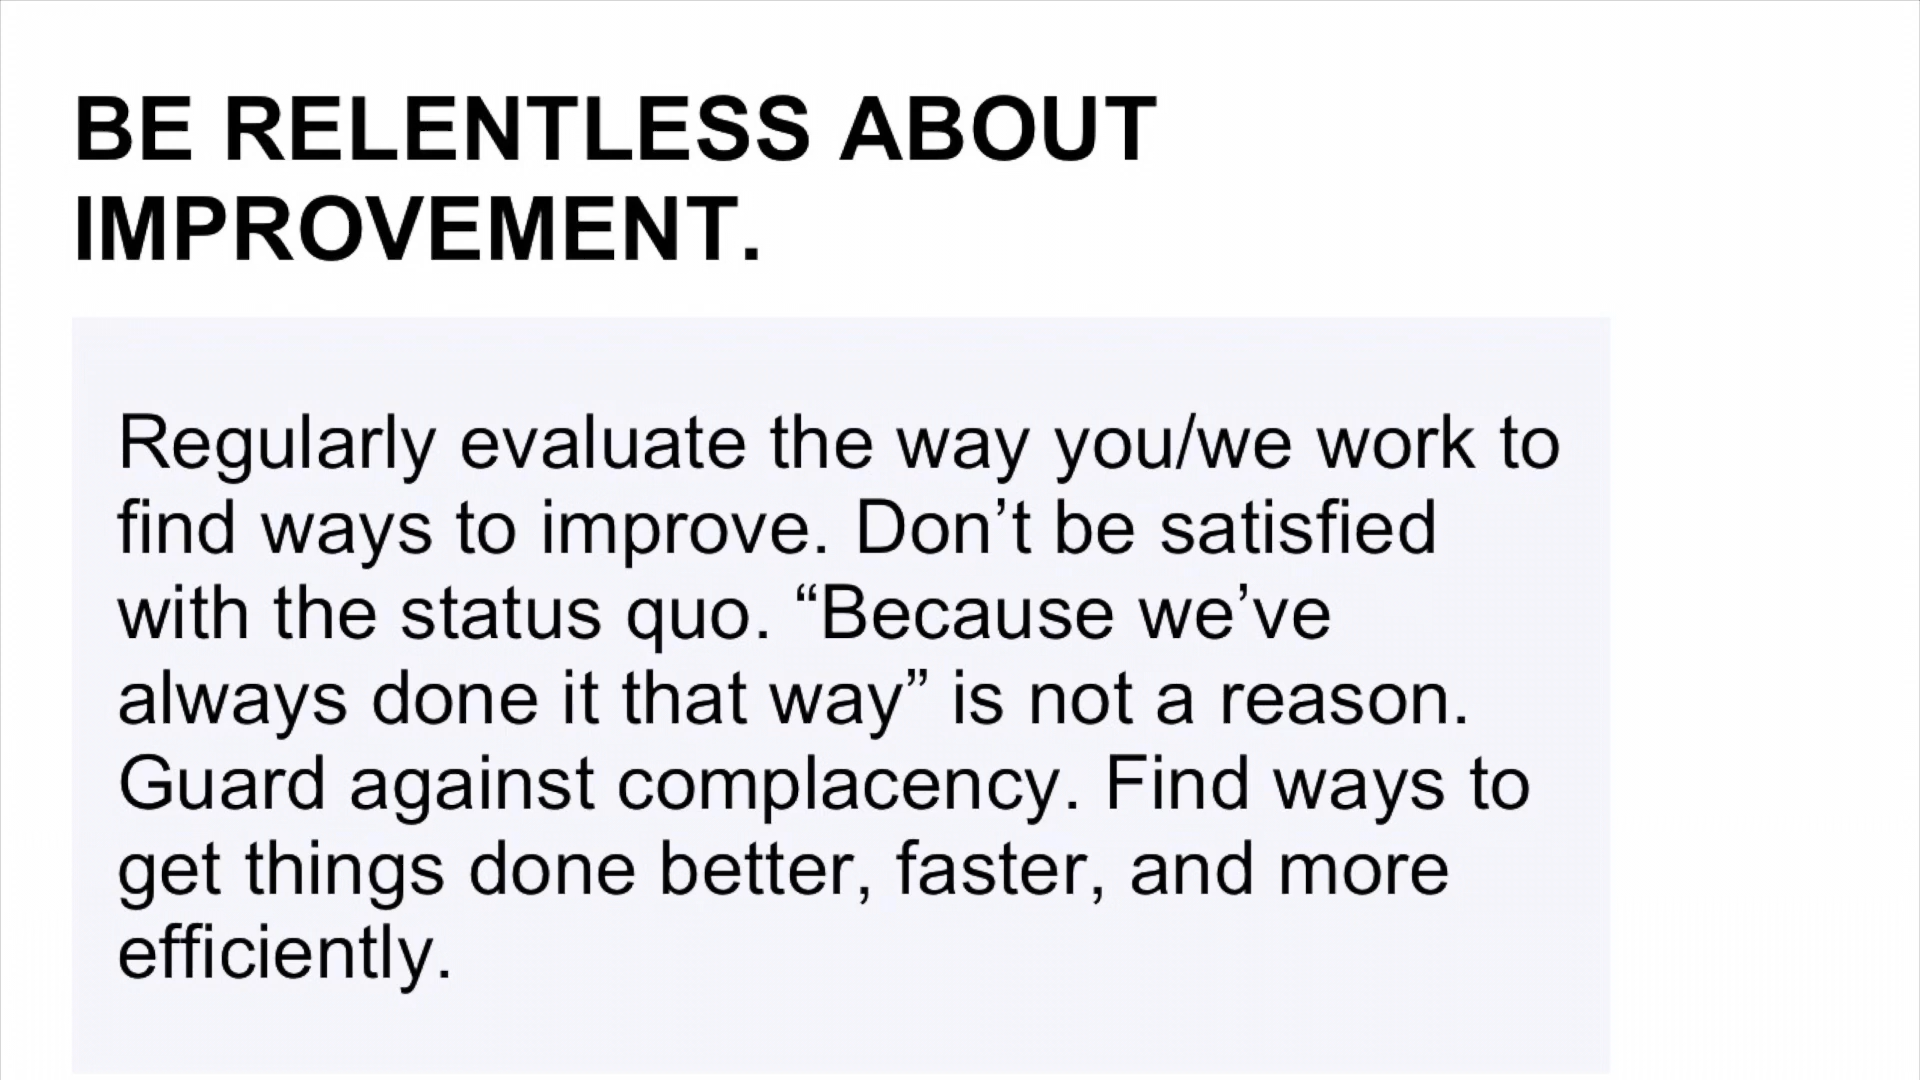 BE RELENTLESS ABOUT
IMPROVEMENT.
Regularly evaluate the way you/we work to
find ways to improve. Don’t be satisfied
with the status quo. “Because we’ve
always done it that way” is not a reason.
Guard against complacency. Find ways to
get things done better, faster, and more
efficiently.